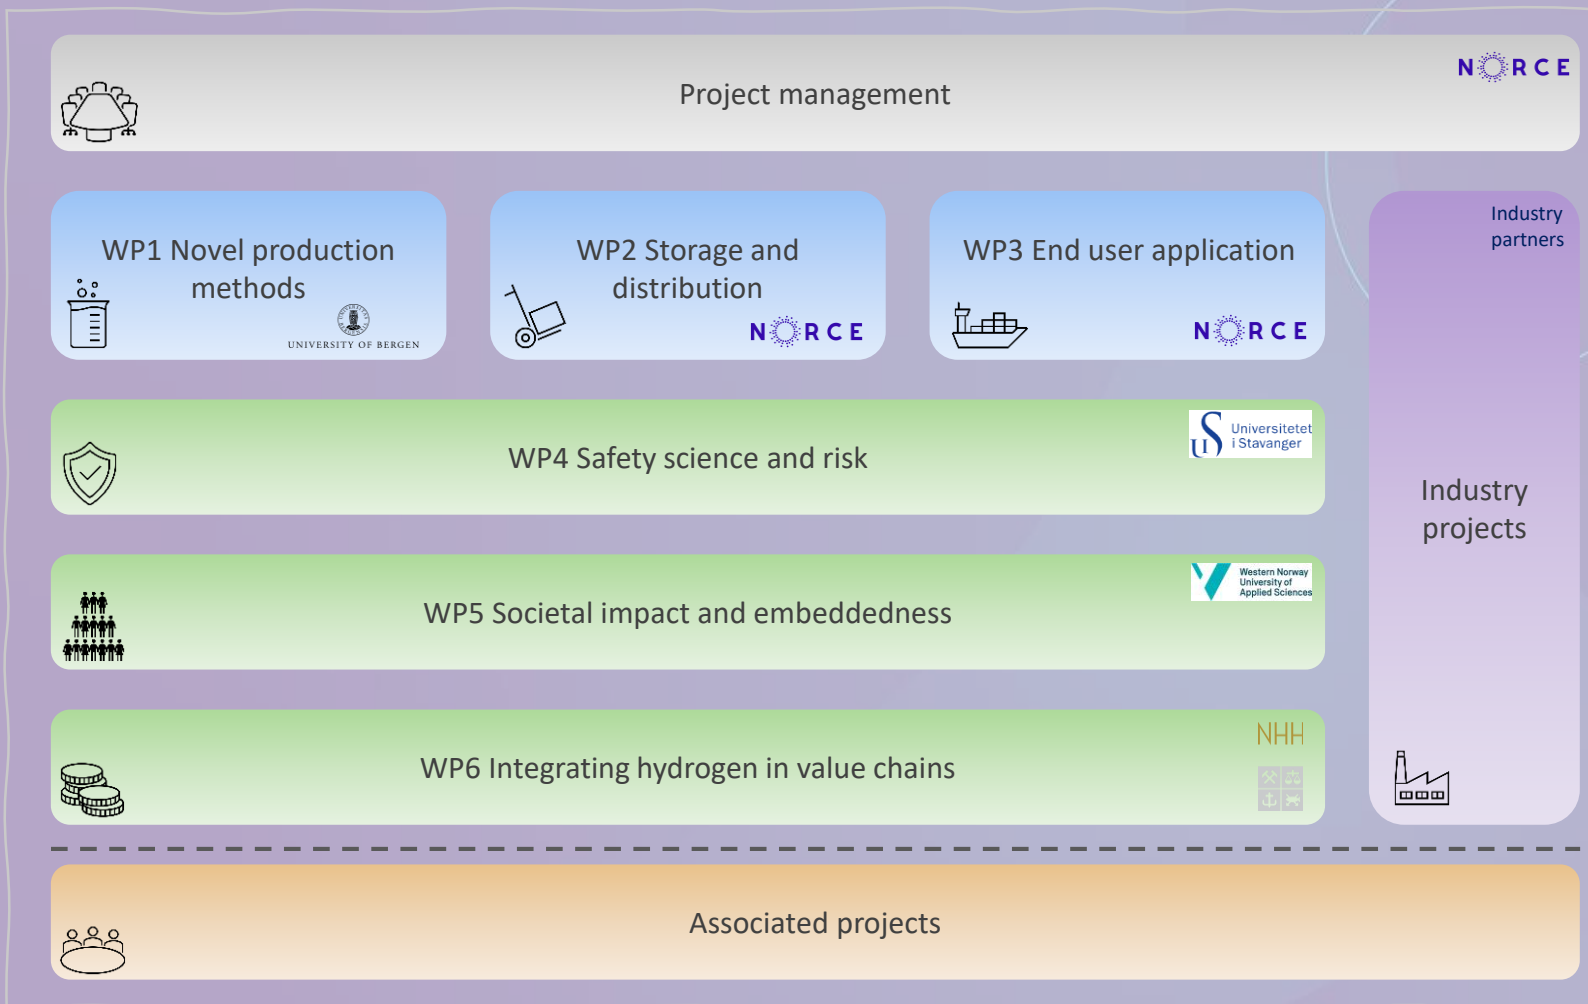 Project management
NORCE
WP1 Novel production
methods
UNIVERSITY OF BERGEN
WP2 Storage and
distribution
NORCE
WP3 End user application
NORCE
Industry
partners
Industry
projects
WP4 Safety science and risk
US Universitetet
i Stavanger
WP5 Societal impact and embeddedness
Western Norway
University of
Applied Sciences
WP6 Integrating hydrogen in value chains
NHH
Associated projects